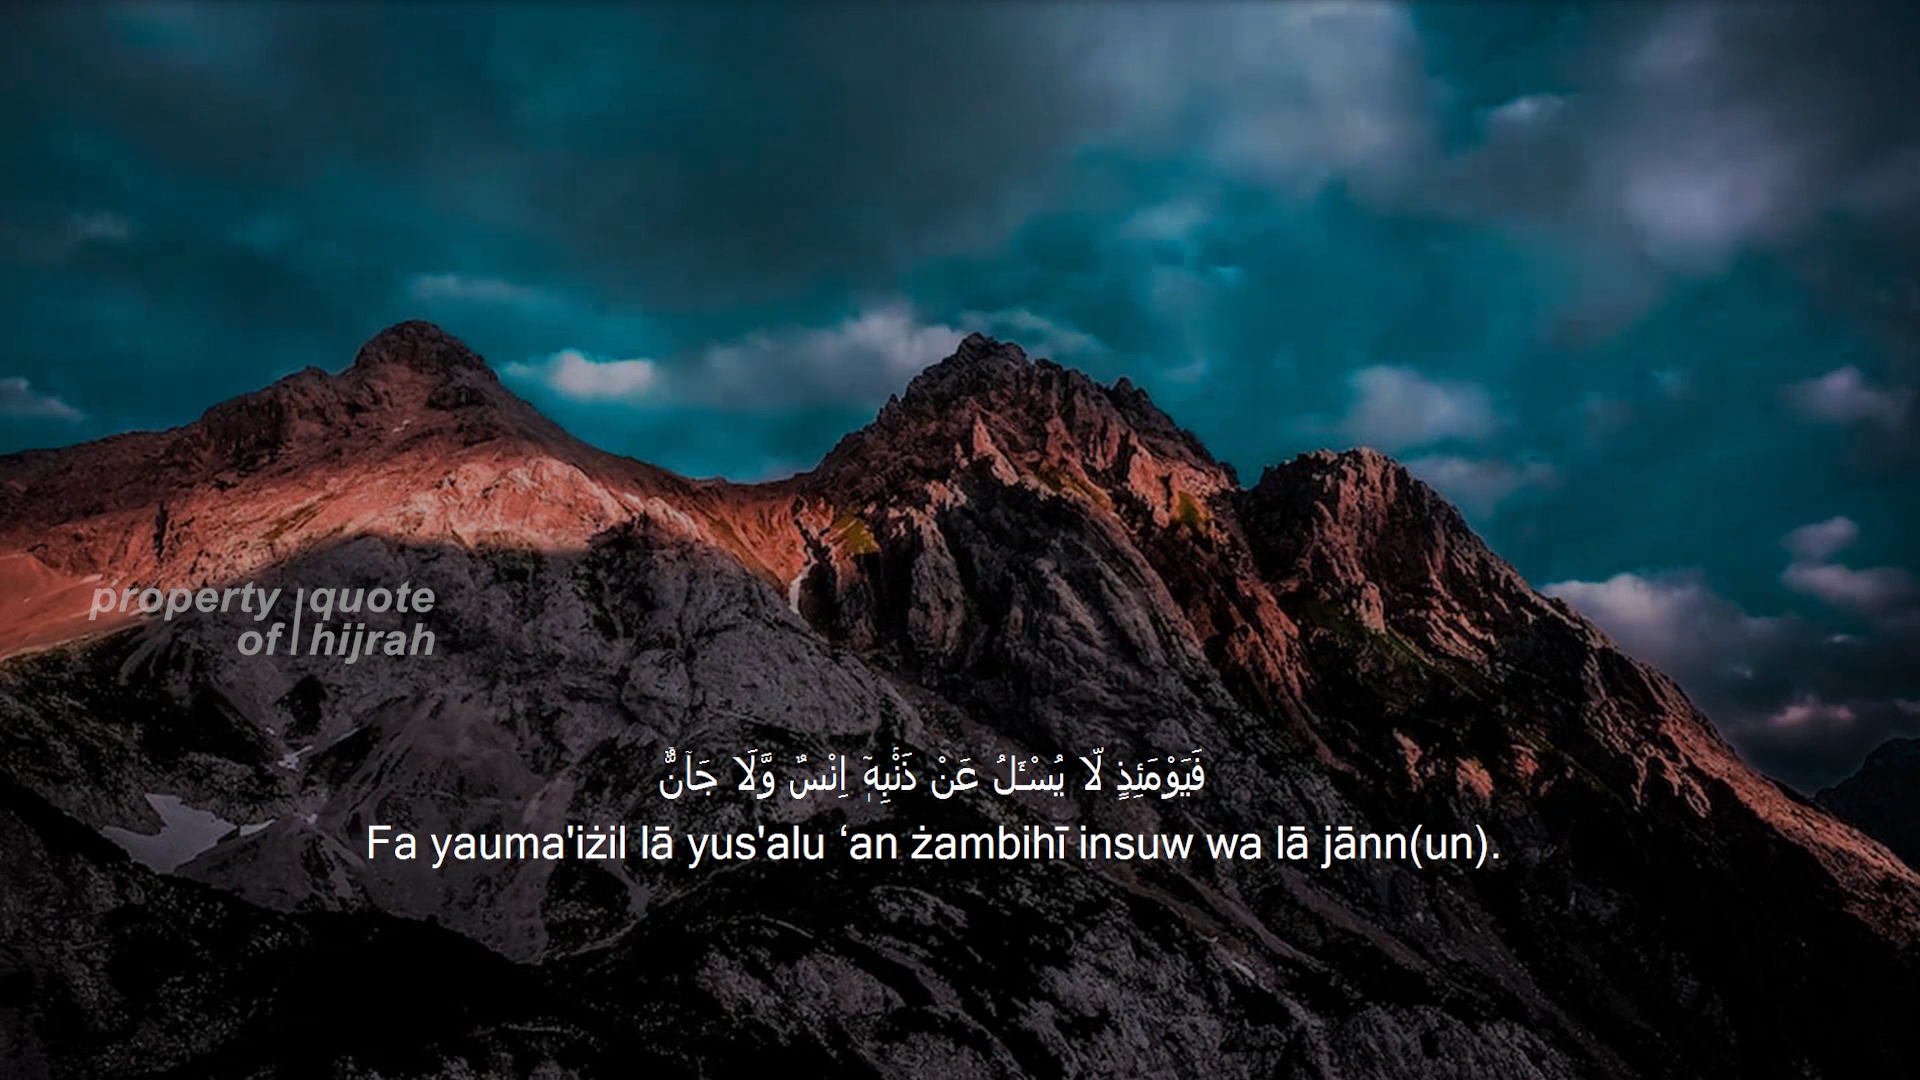 property | quote
of | hijrah
فَيَوْمَئِذٍ لَّا يُسْـَٔلُ عَنْ ذَنْۢبِهٖٓ اِنْسٌ وَّلَا جَاۤنٌّ
Fa yauma'iżil lā yus'alu ‘an żambihī insuw wa lā jānn(un).